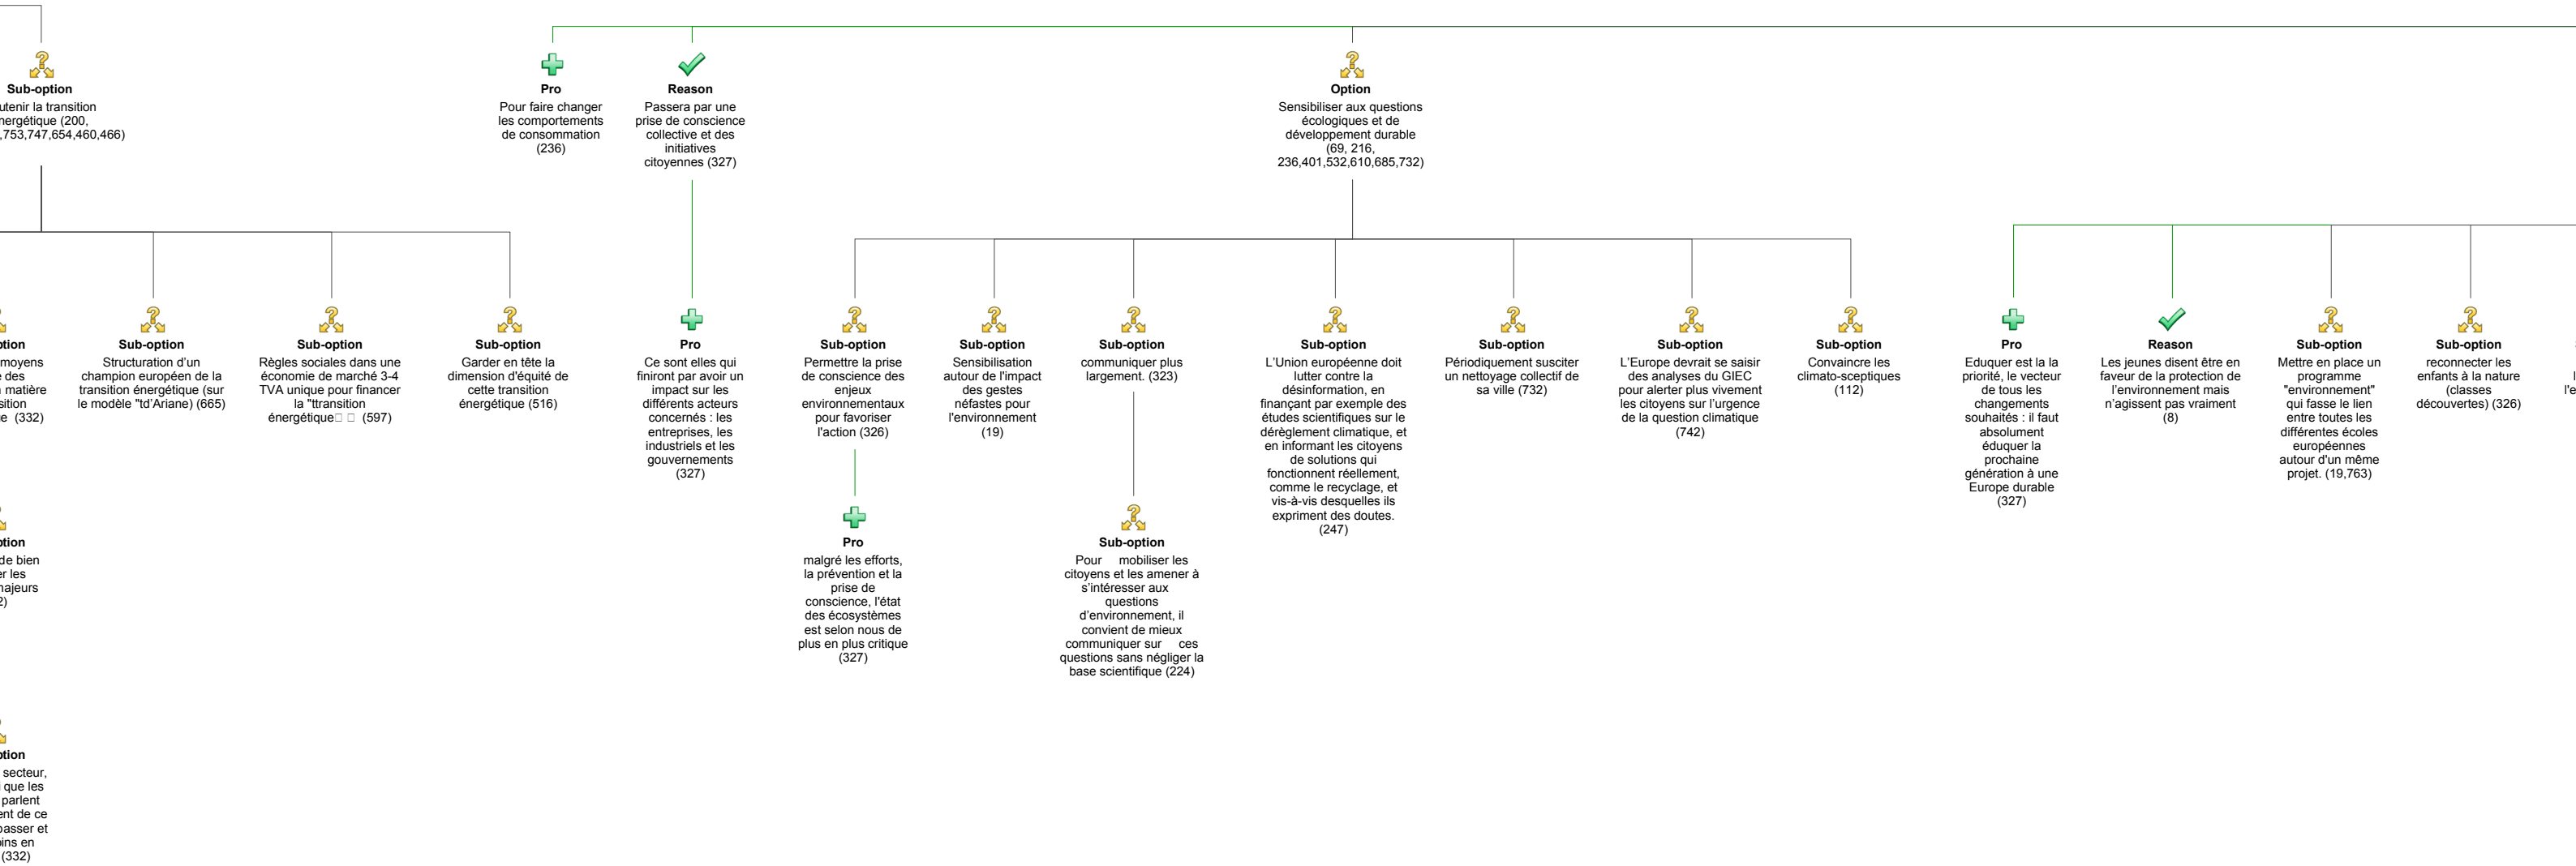 Sub-option
utenir la transition
nergétique (200,
,753,747,654,460,466)
Pro
Pour faire changer
les comportements
de consommation
(236)
Reason
Passera par une
prise de conscience
collective et des
initiatives
citoyennes (327)
Option
Sensibiliser aux questions
écologiques et de
développement durable
(69, 216,
236,401,532,610,685,732)
ption
moyens
e des
matière
sition
e (332)
Sub-option
Structuration d'un
champion européen de la
transition énergétique (sur
le modèle "td'Ariane) (665)
Sub-option
Règles sociales dans une
économie de marché 3-4
TVA unique pour financer
la "ttransition
énergétique (597)
Sub-option
Garder en tête la
dimension d'équité de
cette transition
énergétique (516)
Pro
Ce sont elles qui
finiront par avoir un
impact sur les
différents acteurs
concernés : les
entreprises, les
industriels et les
gouvernements
(327)
Sub-option
Permettre la prise
de conscience des
enjeux
environnementaux
pour favoriser
l'action (326)
Sub-option
Sensibilisation
autour de l'impact
des gestes
néfastes pour
l'environnement
(19)
Sub-option
communiquer plus
largement. (323)
Sub-option
L'Union européenne doit
lutter contre la
désinformation, en
finançant par exemple des
études scientifiques sur le
dérèglement climatique, et
en informant les citoyens
de solutions qui
fonctionnent réellement,
comme le recyclage, et
vis-à-vis desquelles ils
expriment des doutes.
(247)
Sub-option
Périodiquement susciter
un nettoyage collectif de
sa ville (732)
Sub-option
L'Europe devrait se saisir
des analyses du GIEC
pour alerter plus vivement
les citoyens sur l'urgence
de la question climatique
(742)
Sub-option
Convaincre les
climato-sceptiques
(112)
Pro
Eduquer est la la
priorité, le vecteur
de tous les
changements
souhaités : il faut
absolument
éduquer la
prochaine
génération à une
Europe durable
(327)
Reason
Les jeunes disent être en
faveur de la protection de
l'environnement mais
n'agissent pas vraiment
(8)
Sub-option
Mettre en place un
programme
"environnement"
qui fasse le lien
entre toutes les
différentes écoles
européennes
autour d'un même
projet. (19,763)
Sub-option
reconnecter les
enfants à la nature
(classes
découvertes) (326)
l'e
ption
de bien
er les
majeurs
2)
Pro
malgré les efforts,
la prévention et la
prise de
conscience, l'état
des écosystèmes
est selon nous de
plus en plus critique
(327)
Sub-option
Pour mobiliser les
citoyens et les amener à
s'intéresser aux
questions
d'environnement, il
convient de mieux
communiquer sur ces
questions sans négliger la
base scientifique (224)
ption
secteur,
que les
parlent
ent de ce
passer et
ins en
(332)